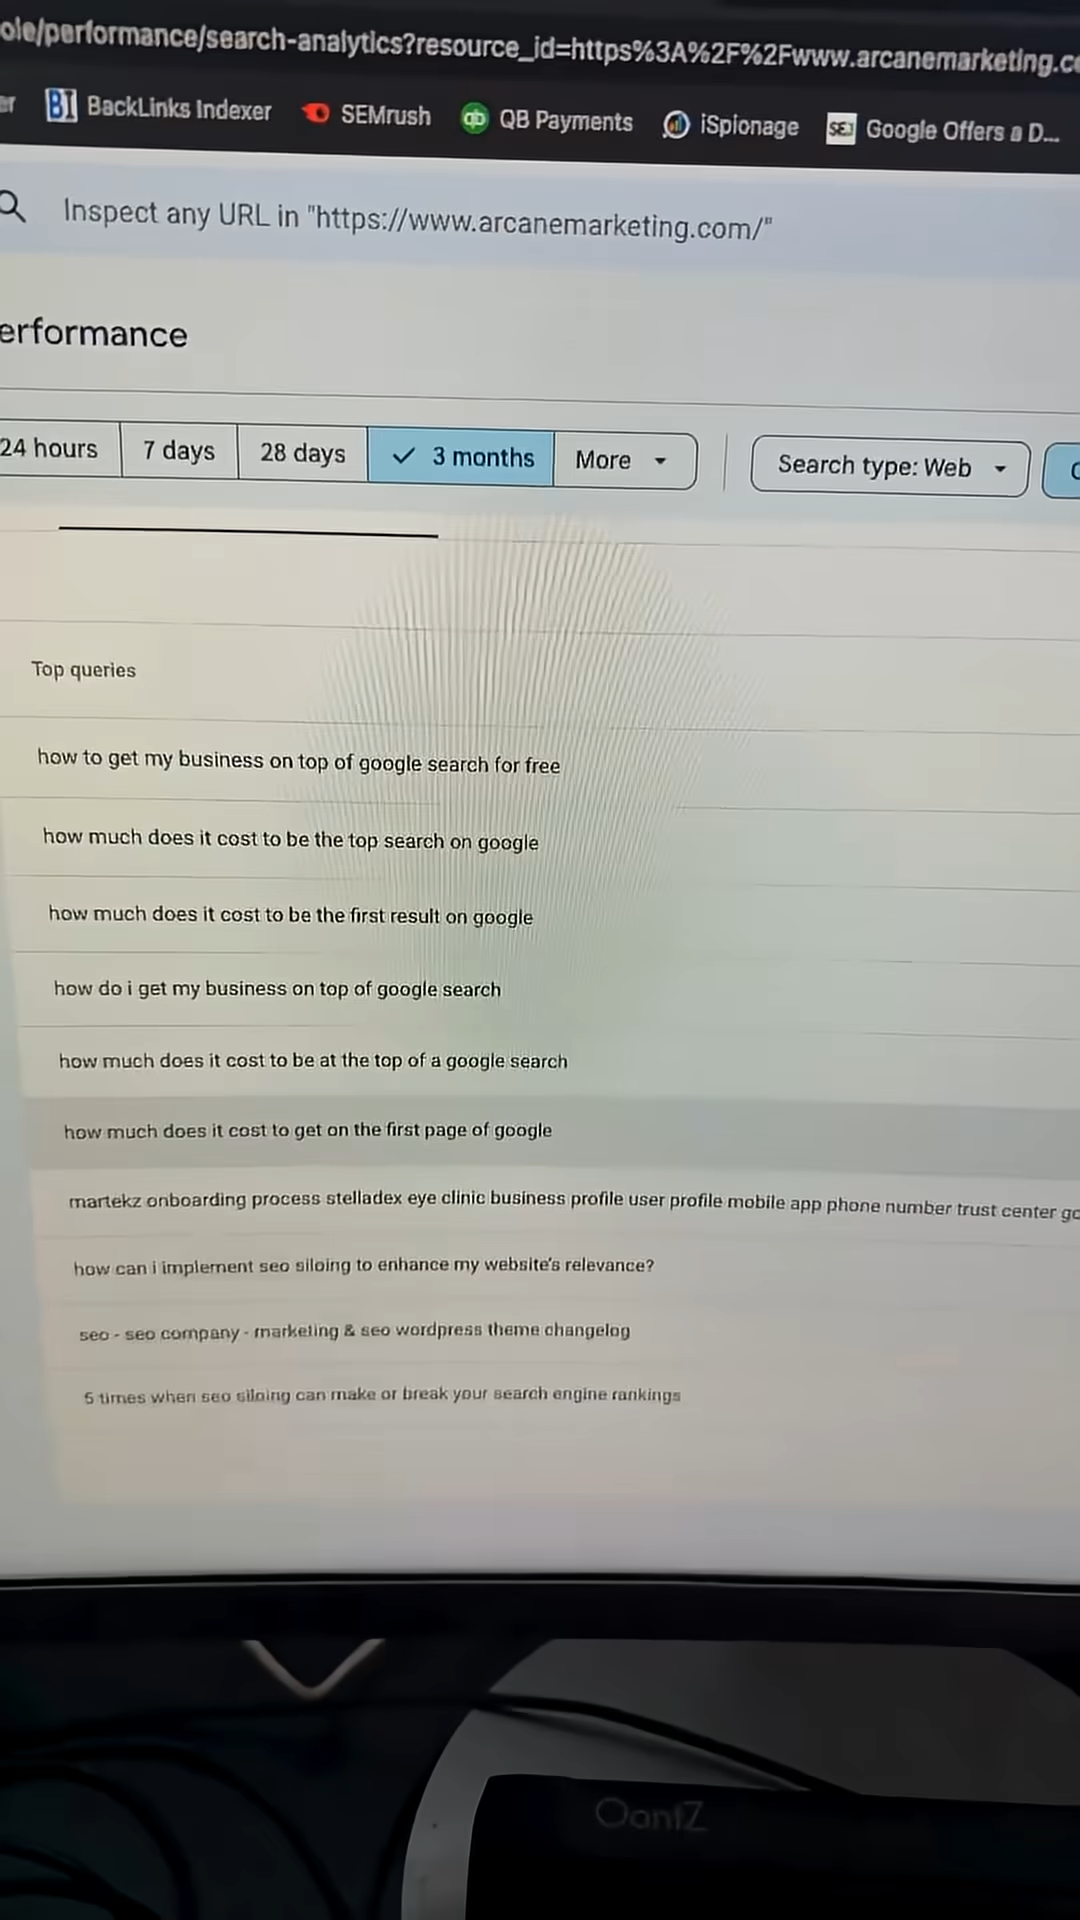 ole/performance/search-analytics?resource_id=https%3A%2F%2Fwww.arcanemarketing.c
er BackLinks Indexer SEMrush qb QB Payments iSpionage SEJ Google Offers a D...
Inspect any URL in "https://www.arcanemarketing.com/"
erformance
24 hours 7 days 28 days 3 months More Search type: Web
Top queries
how to get my business on top of google search for free
how much does it cost to be the top search on google
how much does it cost to be the first result on google
how do i get my business on top of google search
how much does it cost to be at the top of a google search
how much does it cost to get on the first page of google
martekz onboarding process stelladex eye clinic business profile user profile mobile app phone number trust center go
how can i implement seo siloing to enhance my website's relevance?
seo - seo company - marketing & seo wordpress theme changelog
5 times when seo siloing can make or break your search engine rankings